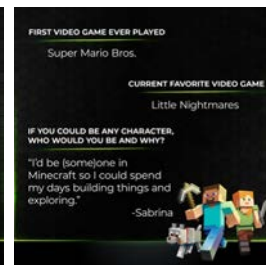 FIRST VIDEO GAME EVER PLAYED
Super Mario Bros.
CURRENT FAVORITE VIDEO GAME
Little Nightmares
IF YOU COULD BE ANY CHARACTER,
WHO WOULD YOU BE AND WHY?
"I'd be (some)one in
Minecraft so I could spend
my days building things and
exploring."
-Sabrina